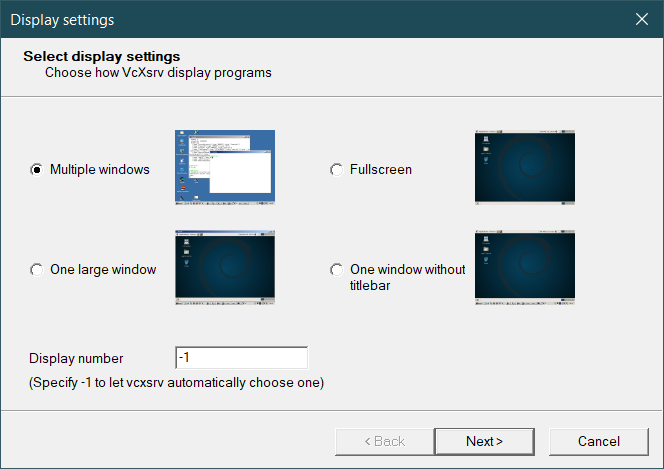 Display settings
Select display settings
Choose how VcXsrv display programs
Multiple windows
Fullscreen
One large window
One window without
titlebar
Display number
-1
(Specify -1 to let vcxsrv automatically choose one)
< Back
Next >
Cancel